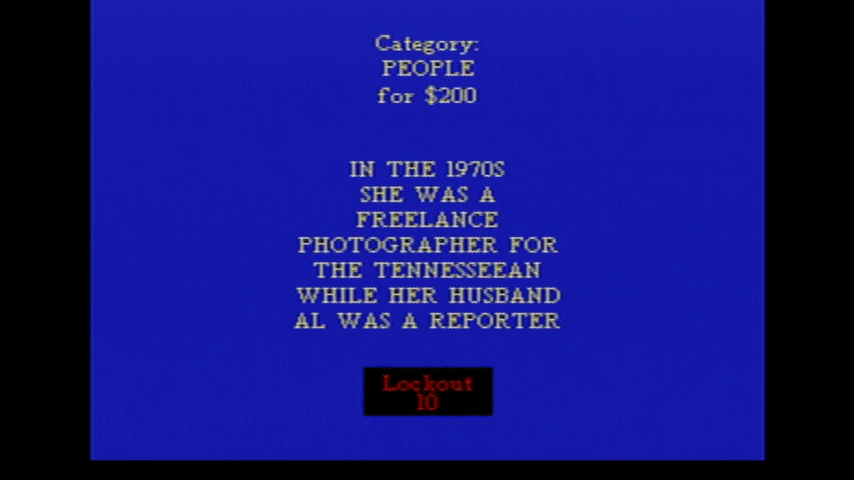 Category:
PEOPLE
for $200
IN THE 1970S
SHE WAS A
FREELANCE
PHOTOGRAPHER FOR
THE TENNESSEEAN
WHILE HER HUSBAND
AL WAS A REPORTER
Lockout
10